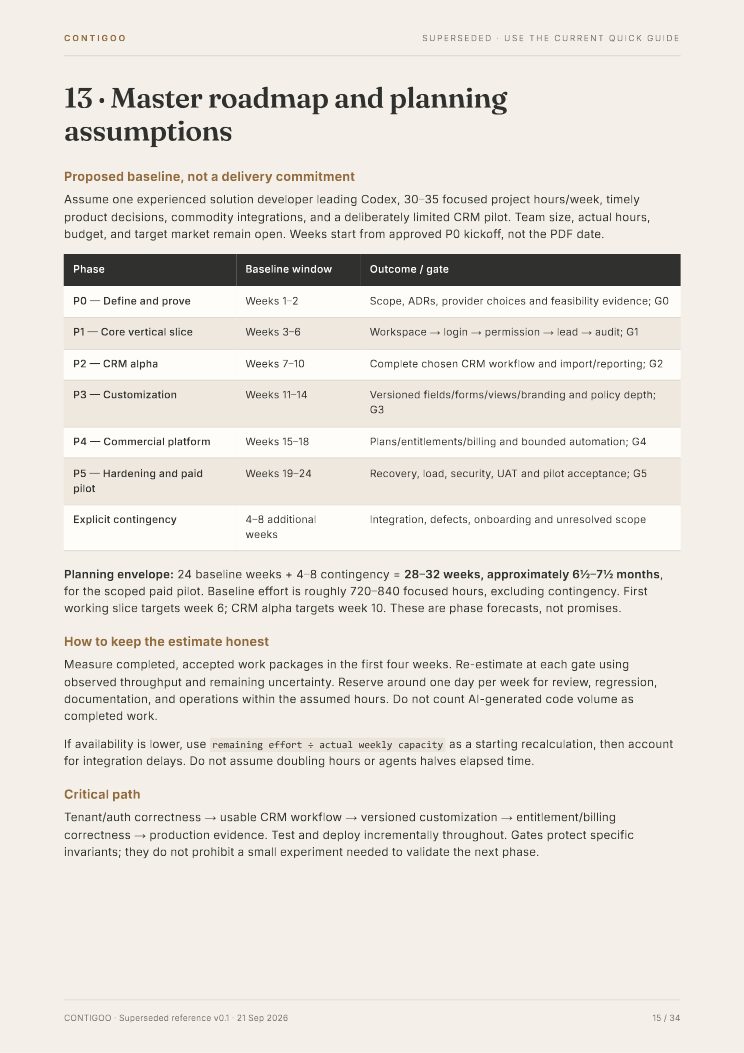 CONTIGOO
SUPERSEDED · USE THE CURRENT QUICK GUIDE
13 · Master roadmap and planning
assumptions
Proposed baseline, not a delivery commitment
Assume one experienced solution developer leading Codex, 30–35 focused project hours/week, timely
product decisions, commodity integrations, and a deliberately limited CRM pilot. Team size, actual hours,
budget, and target market remain open. Weeks start from approved P0 kickoff, not the PDF date.
Phase Baseline window Outcome / gate
P0 — Define and prove Weeks 1–2 Scope, ADRs, provider choices and feasibility evidence; G0
P1 — Core vertical slice Weeks 3–6 Workspace → login → permission → lead → audit; G1
P2 — CRM alpha Weeks 7–10 Complete chosen CRM workflow and import/reporting; G2
P3 — Customization Weeks 11–14 Versioned fields/forms/views/branding and policy depth;
G3
P4 — Commercial platform Weeks 15–18 Plans/entitlements/billing and bounded automation; G4
P5 — Hardening and paid Weeks 19–24 Recovery, load, security, UAT and pilot acceptance; G5
pilot
Explicit contingency 4–8 additional Integration, defects, onboarding and unresolved scope
weeks
Planning envelope: 24 baseline weeks + 4–8 contingency = 28–32 weeks, approximately 6½–7½ months,
for the scoped paid pilot. Baseline effort is roughly 720–840 focused hours, excluding contingency. First
working slice targets week 6; CRM alpha targets week 10. These are phase forecasts, not promises.
How to keep the estimate honest
Measure completed, accepted work packages in the first four weeks. Re-estimate at each gate using
observed throughput and remaining uncertainty. Reserve around one day per week for review, regression,
documentation, and operations within the assumed hours. Do not count AI-generated code volume as
completed work.
If availability is lower, use remaining effort ÷ actual weekly capacity as a starting recalculation, then account
for integration delays. Do not assume doubling hours or agents halves elapsed time.
Critical path
Tenant/auth correctness → usable CRM workflow → versioned customization → entitlement/billing
correctness → production evidence. Test and deploy incrementally throughout. Gates protect specific
invariants; they do not prohibit a small experiment needed to validate the next phase.
CONTIGOO · Superseded reference v0.1 · 21 Sep 2026
15 / 34